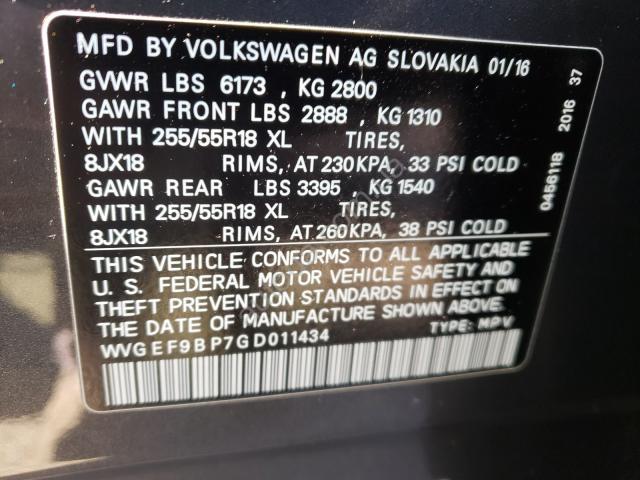 MFD BY VOLKSWAGEN AG SLOVAKIA 01/16
GVWR LBS 6173 , KG 2800
GAWR FRONT LBS 2888 , KG 1310
WITH 255/55R18 XL TIRES,
8JX18 RIMS, AT 230KPA, 33 PSI COLD
GAWR REAR LBS 3395 , KG 1540
WITH 255/55R18 XL TIRES,
8JX18 RIMS, AT 260KPA, 38 PSI COLD
THIS VEHICLE CONFORMS TO ALL APPLICABLE
U. S. FEDERAL MOTOR VEHICLE SAFETY AND
THEFT PREVENTION STANDARDS IN EFFECT ON
THE DATE OF MANUFACTURE SHOWN ABOVE.
WVGEF9BP7GD011434 TYPE: MPV
0456118 2016 37